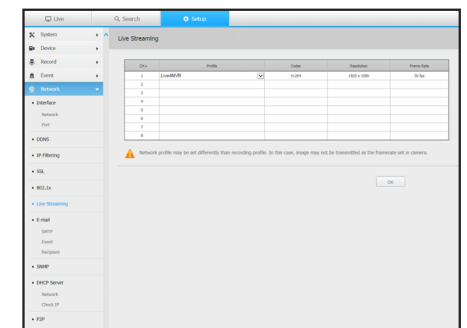 Live
Search
Setup
System
Device
Record
Event
Network
Interface
Network
Port
DDNS
IP Filtering
SSL
802.1x
Live Streaming
E-mail
SMTP
Event
Recipient
SNMP
DHCP Server
Network
Check IP
P2P
Live Streaming
CH Profile Codec Resolution Frame Rate
1 Live4NVR H.264 1920 x 1080 30 fps
2
3
4
5
6
7
8
Network profile may be set differently than recording profile. In this case, image may not be transmitted as the framerate set in camera.
OK